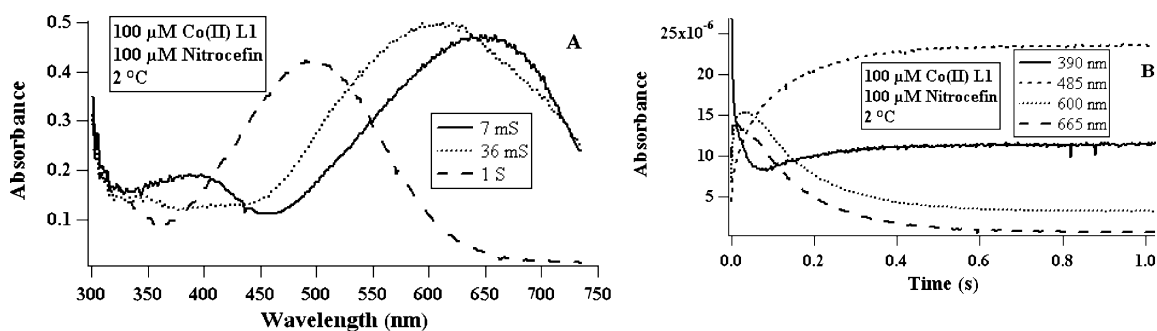 0.5
0.4
0.3
0.2
0.1
Absorbance
100 µM Co(II) L1
100 µM Nitrocefin
2 °C
A
7 mS
36 mS
1 S
300 350 400 450 500 550 600 650 700 750
Wavelength (nm)
25x10⁻⁶
20
15
10
5
Absorbance
100 µM Co(II) L1
100 µM Nitrocefin
2 °C
B
390 nm
485 nm
600 nm
665 nm
0.0 0.2 0.4 0.6 0.8 1.0
Time (s)